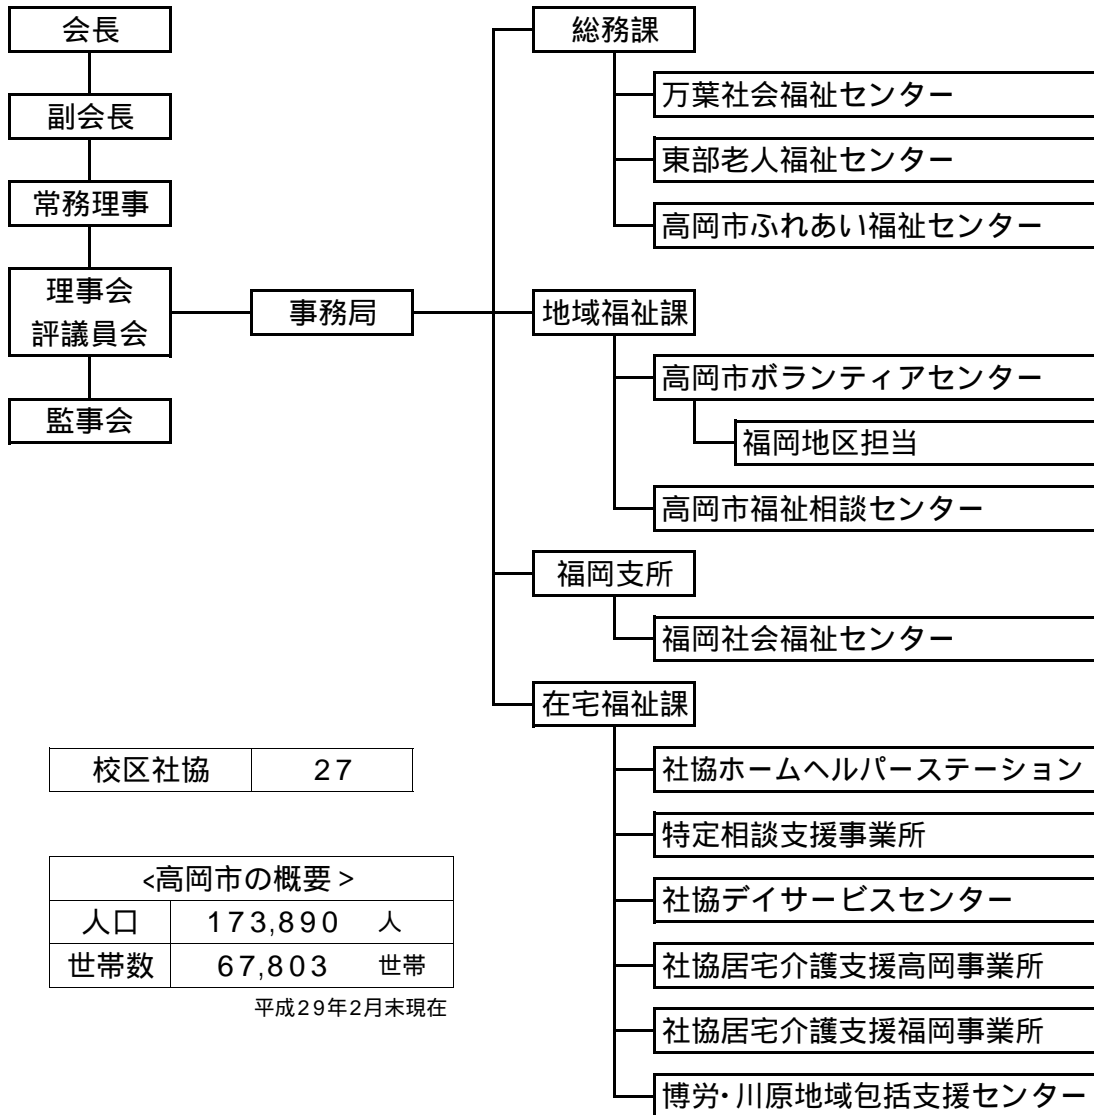 会長
副会長
常務理事
理事会
評議員会
監事会
事務局
総務課
万葉社会福祉センター
東部老人福祉センター
高岡市ふれあい福祉センター
地域福祉課
高岡市ボランティアセンター
福岡地区担当
高岡市福祉相談センター
福岡支所
福岡社会福祉センター
在宅福祉課
社協ホームヘルパーステーション
特定相談支援事業所
社協デイサービスセンター
社協居宅介護支援高岡事業所
社協居宅介護支援福岡事業所
博労・川原地域包括支援センター
校区社協 27
<高岡市の概要>
人口 173,890 人
世帯数 67,803 世帯
平成29年2月末現在